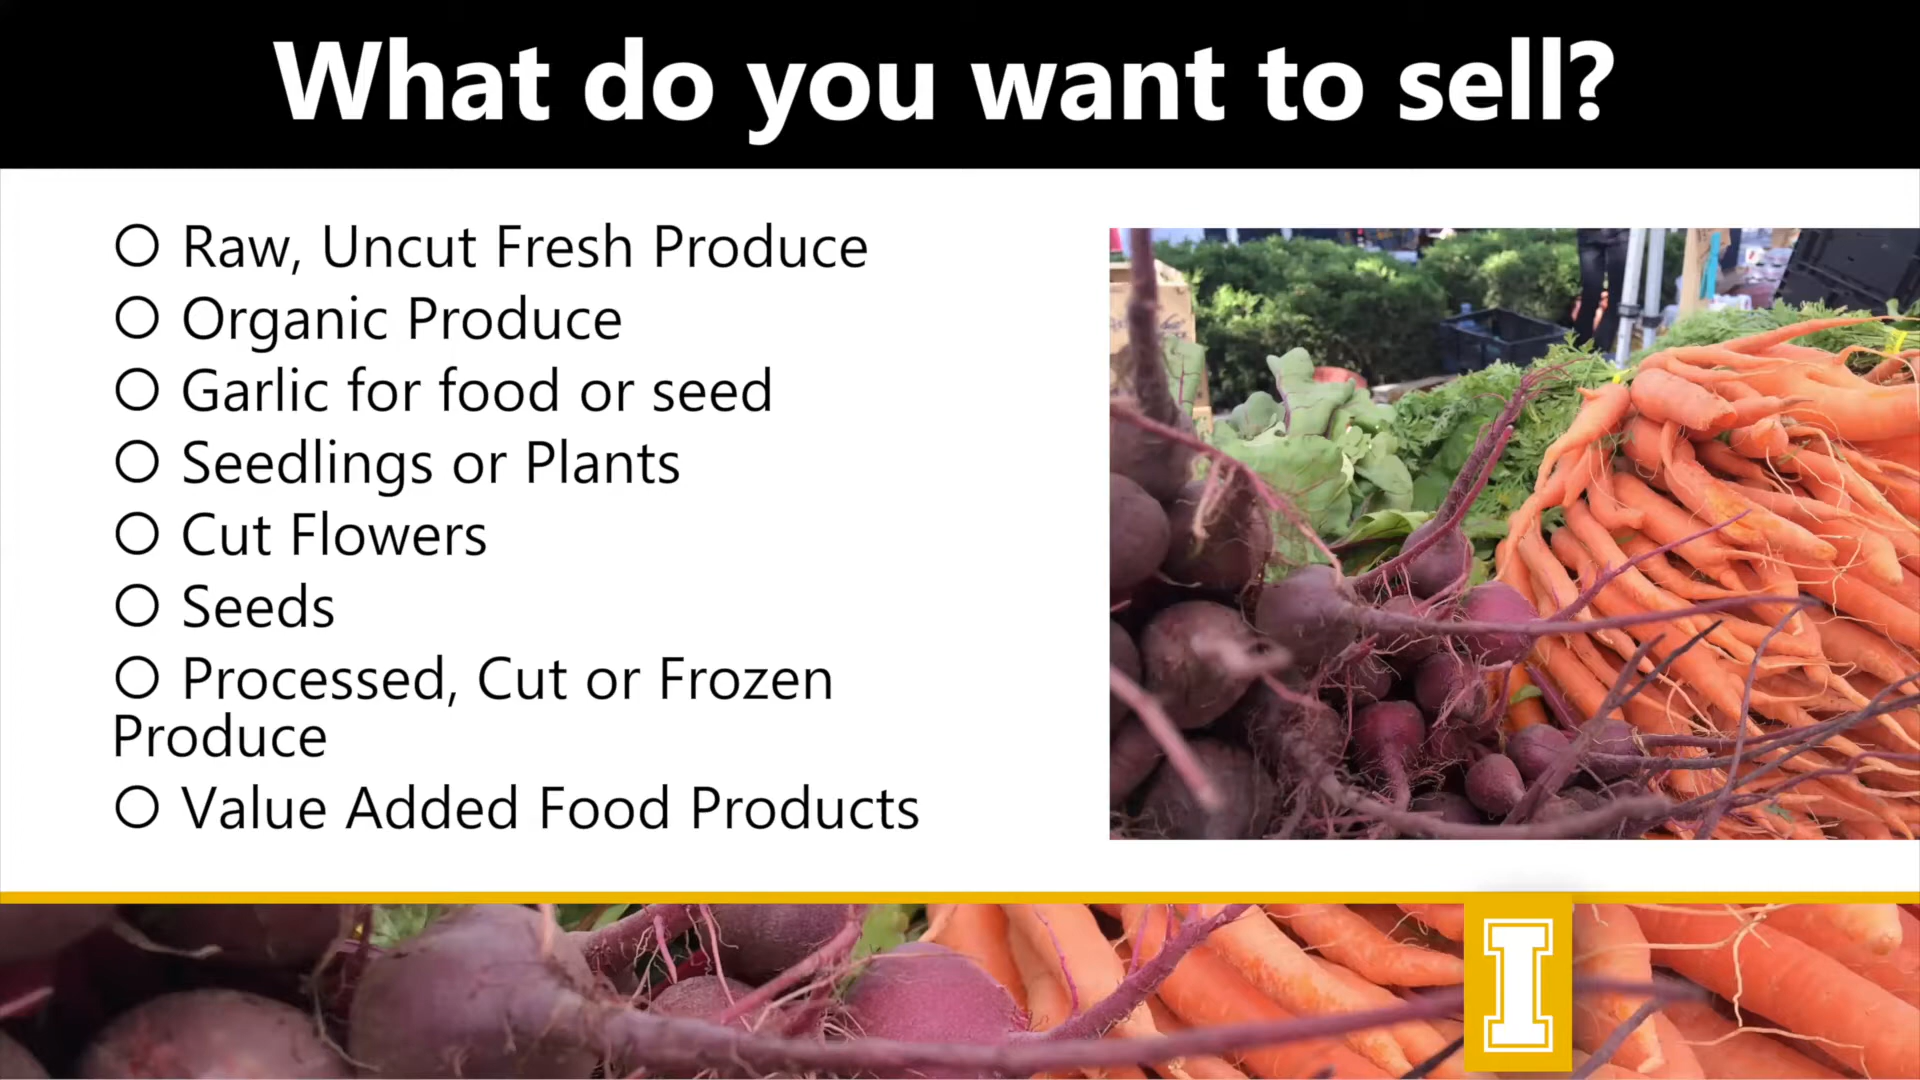 What do you want to sell?
○ Raw, Uncut Fresh Produce
○ Organic Produce
○ Garlic for food or seed
○ Seedlings or Plants
○ Cut Flowers
○ Seeds
○ Processed, Cut or Frozen
Produce
○ Value Added Food Products
I